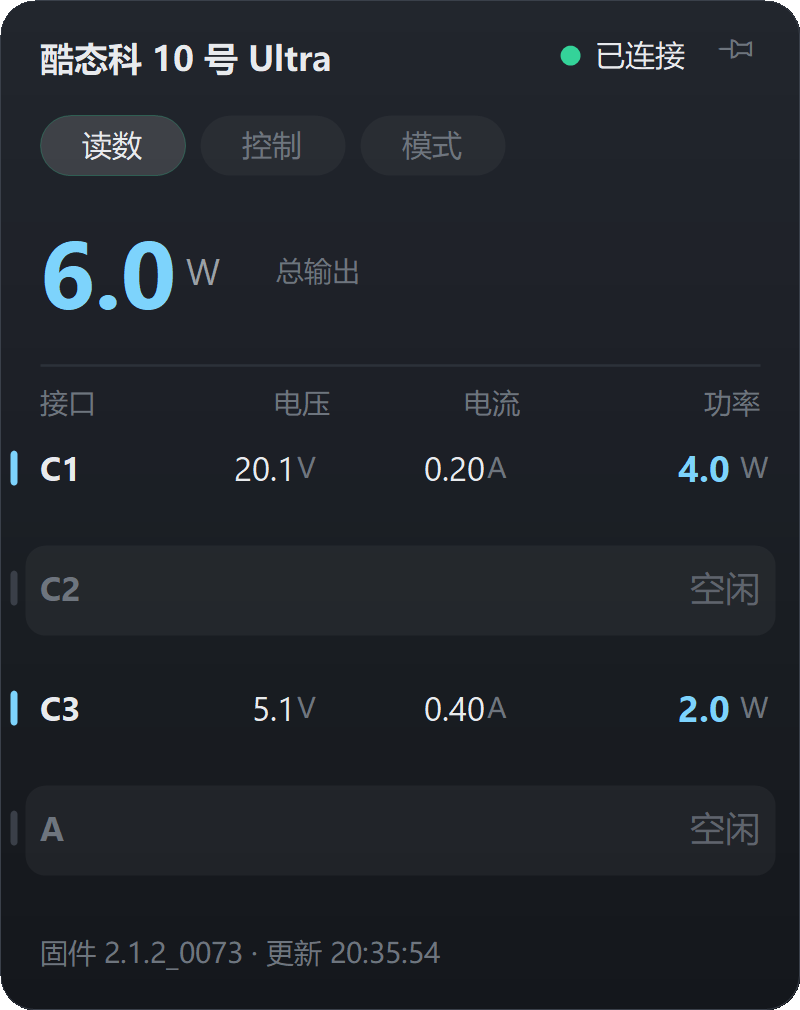 酷态科 10 号 Ultra 已连接
读数 控制 模式
6.0 W 总输出
接口 电压 电流 功率
C1 20.1V 0.20A 4.0 W
C2 空闲
C3 5.1V 0.40A 2.0 W
A 空闲
固件 2.1.2_0073 · 更新 20:35:54